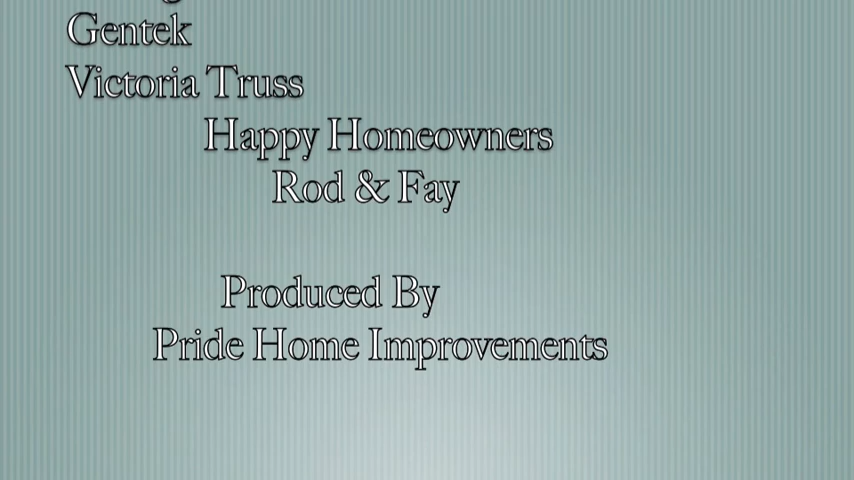 Gentek
Victoria Truss
Happy Homeowners
Rod & Fay
Produced By
Pride Home Improvements